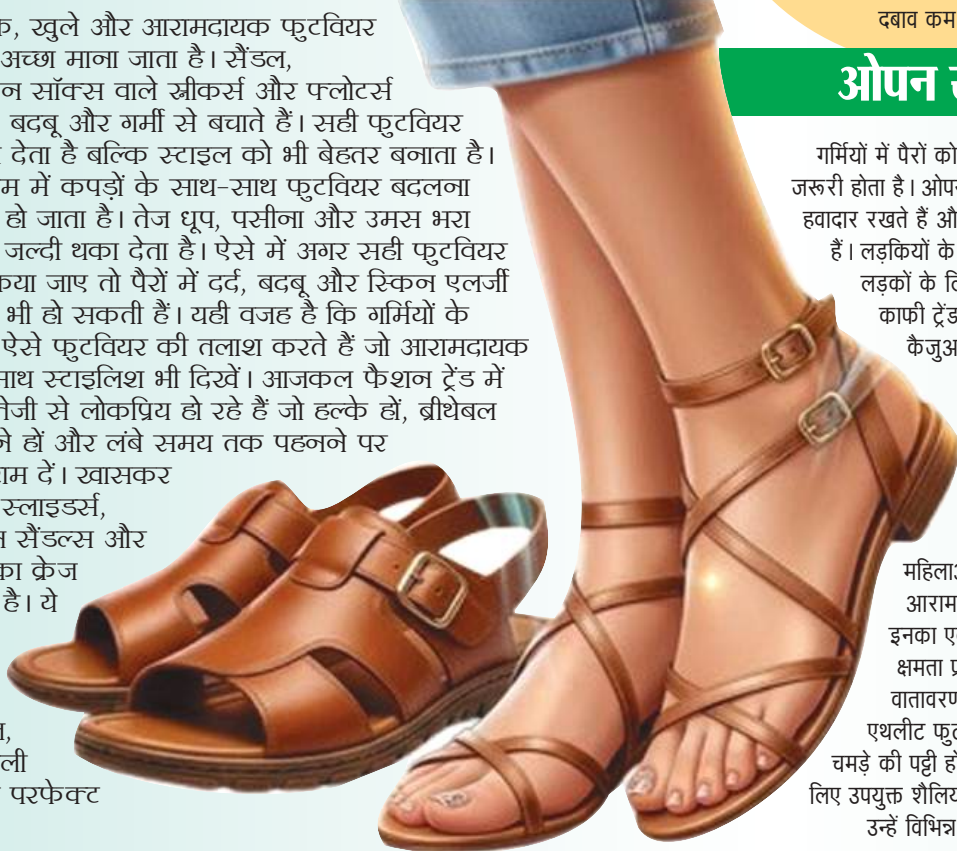 क, खुले और आरामदायक फुटवियर
अच्छा माना जाता है। सैंडल,
न सॉक्स वाले स्नीकर्स और फ्लोटर्स
बदबू और गर्मी से बचाते हैं। सही फुटवियर
देता है बल्कि स्टाइल को भी बेहतर बनाता है।
म में कपड़ों के साथ-साथ फुटवियर बदलना
हो जाता है। तेज धूप, पसीना और उमस भरा
जल्दी थका देता है। ऐसे में अगर सही फुटवियर
कया जाए तो पैरों में दर्द, बदबू और स्किन एलर्जी
भी हो सकती हैं। यही वजह है कि गर्मियों के
ऐसे फुटवियर की तलाश करते हैं जो आरामदायक
साथ स्टाइलिश भी दिखें। आजकल फैशन ट्रेंड में
तेजी से लोकप्रिय हो रहे हैं जो हल्के हों, ब्रीथेबल
ने हों और लंबे समय तक पहनने पर
ाम दें। खासकर
स्लाइडर्स,
न सैंडल्स और
का क्रेज
है। ये
ल,
ली
परफेक्ट
दबाव कम
ओपन स
गर्मियों में पैरों को
जरूरी होता है। ओपन
हवादार रखते हैं और
हैं। लड़कियों के
लड़कों के लि
काफी ट्रेंड
कैजुअ
महिलाअ
आराम
इनका ए
क्षमता प्र
वातावरण
एथलीट फुट
चमड़े की पट्टी हो
लिए उपयुक्त शैलिय
उन्हें विभिन्न